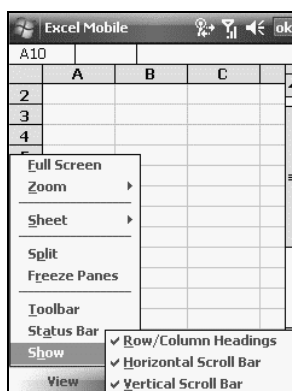 Excel Mobile ok
A10
A B C
2
3
4
Full Screen
Zoom
Sheet
Split
Freeze Panes
Toolbar
Status Bar
Show
Row/Column Headings
Horizontal Scroll Bar
Vertical Scroll Bar
View